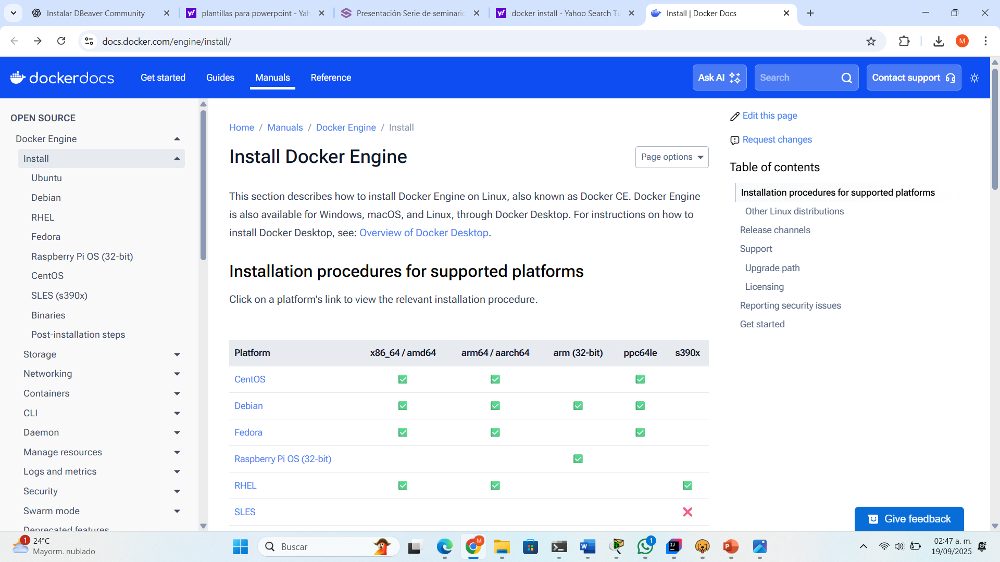 Instalar DBeaver Community
plantillas para powerpoint - Yah
Presentación Serie de seminario
docker install - Yahoo Search Tu
Install | Docker Docs
docs.docker.com/engine/install/
M
dockerdocs
Get started
Guides
Manuals
Reference
Ask AI
Search
Contact support
OPEN SOURCE
Docker Engine
Install
Ubuntu
Debian
RHEL
Fedora
Raspberry Pi OS (32-bit)
CentOS
SLES (s390x)
Binaries
Post-installation steps
Storage
Networking
Containers
CLI
Daemon
Manage resources
Logs and metrics
Security
Swarm mode
Deprecated features
Home / Manuals / Docker Engine / Install
Install Docker Engine
Page options
This section describes how to install Docker Engine on Linux, also known as Docker CE. Docker Engine
is also available for Windows, macOS, and Linux, through Docker Desktop. For instructions on how to
install Docker Desktop, see: Overview of Docker Desktop.
Installation procedures for supported platforms
Click on a platform's link to view the relevant installation procedure.
Platform x86_64 / amd64 arm64 / aarch64 arm (32-bit) ppc64le s390x
CentOS ✅ ✅ ✅
Debian ✅ ✅ ✅ ✅
Fedora ✅ ✅ ✅
Raspberry Pi OS (32-bit) ✅
RHEL ✅ ✅ ✅
SLES ❌
Edit this page
Request changes
Table of contents
Installation procedures for supported platforms
Other Linux distributions
Release channels
Support
Upgrade path
Licensing
Reporting security issues
Get started
Give feedback
1
24°C
Mayorm. nublado
Buscar
M
1
02:47 a. m.
19/09/2025